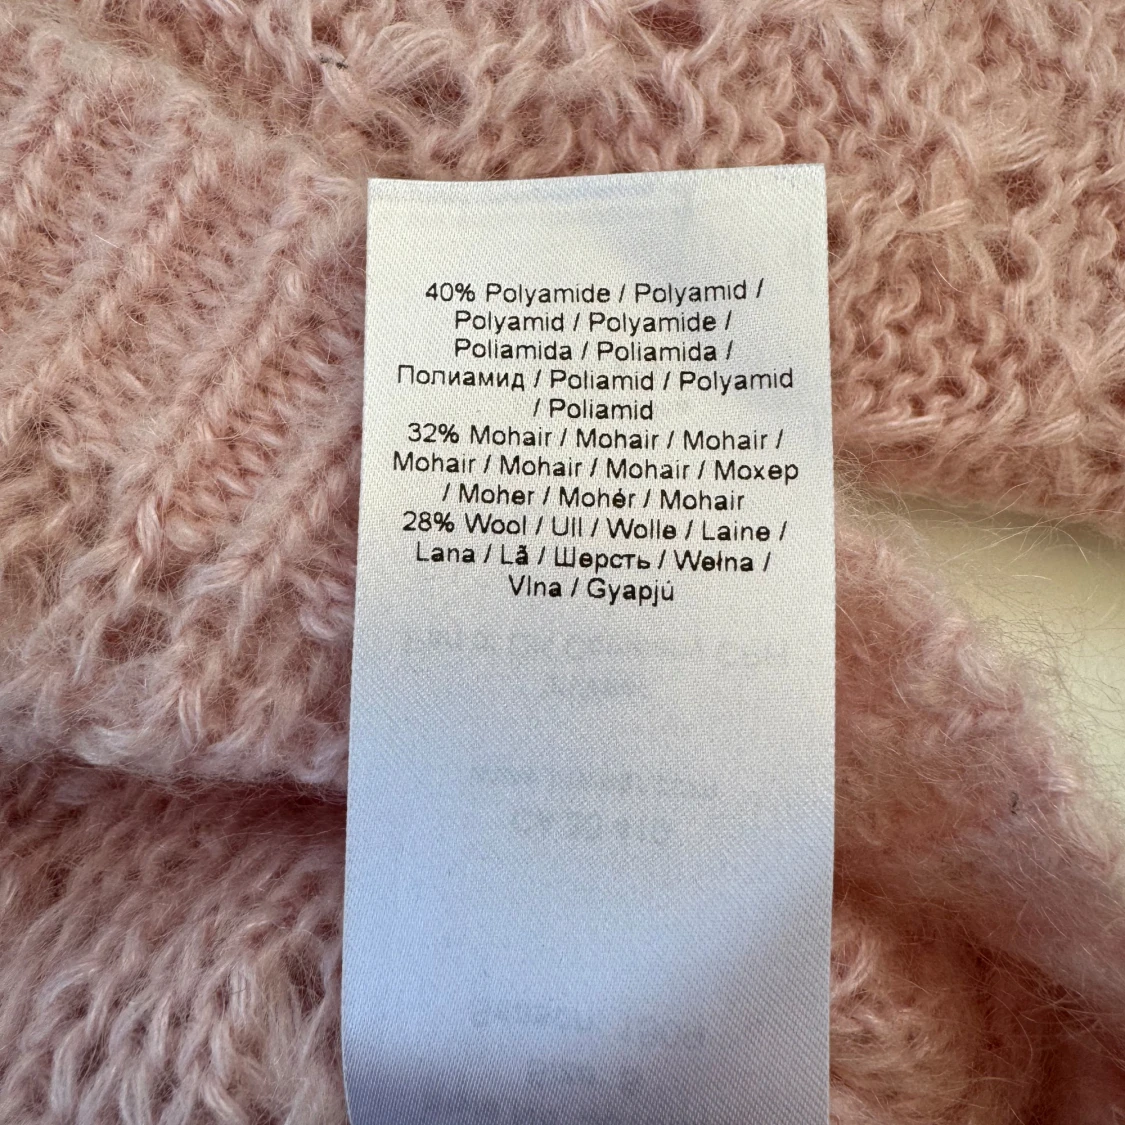 40% Polyamide / Polyamid /
Polyamid / Polyamide /
Poliamida / Poliamida /
Полиамид / Poliamid / Polyamid
/ Poliamid
32% Mohair / Mohair / Mohair /
Mohair / Mohair / Mohair / Мохер
/ Moher / Mohér / Mohair
28% Wool / Ull / Wolle / Laine /
Lana / Lã / Шерсть / Wełna /
Vlna / Gyapjú